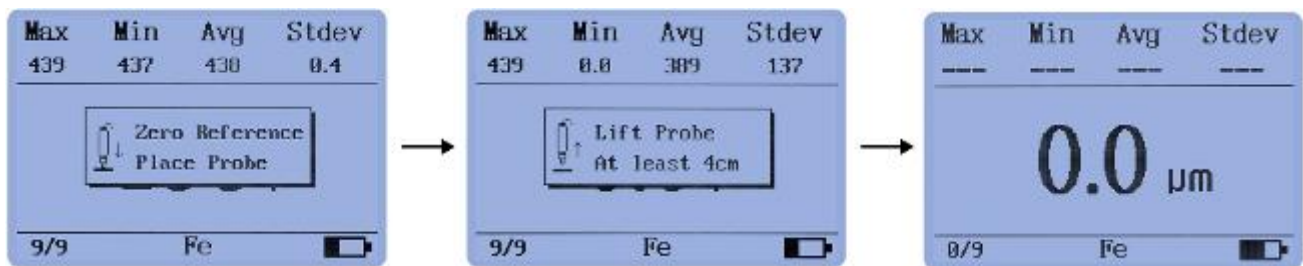 Max Min Avg Stdev
439 437 438 0.4
Zero Reference
Place Probe
9/9 Fe
Max Min Avg Stdev
439 0.0 389 137
Lift Probe
At least 4cm
9/9 Fe
Max Min Avg Stdev
--- --- --- ---
0.0 µm
0/9 Fe